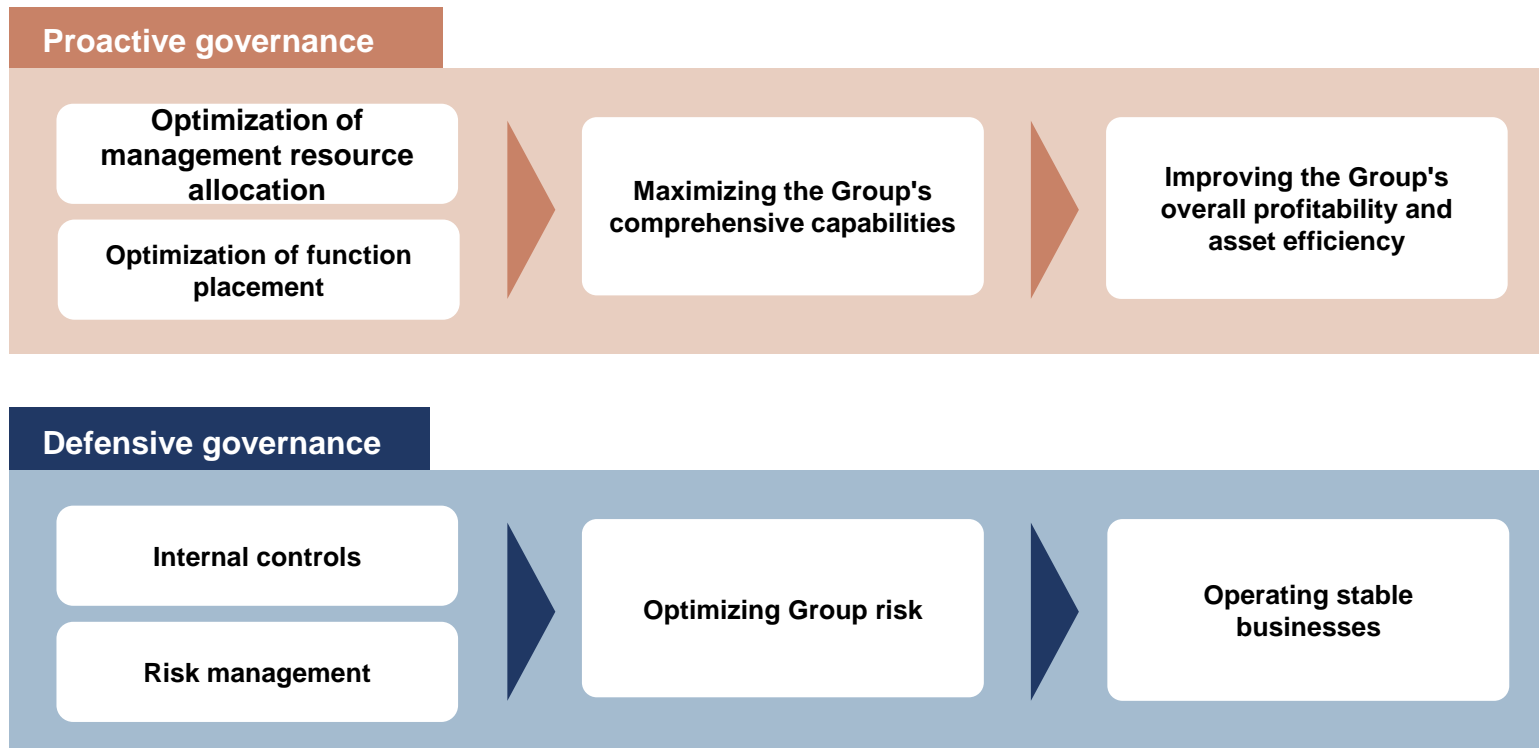 Proactive governance
Optimization of
management resource
allocation
Optimization of function
placement
Maximizing the Group's
comprehensive capabilities
Improving the Group's
overall profitability and
asset efficiency
Defensive governance
Internal controls
Risk management
Optimizing Group risk
Operating stable
businesses